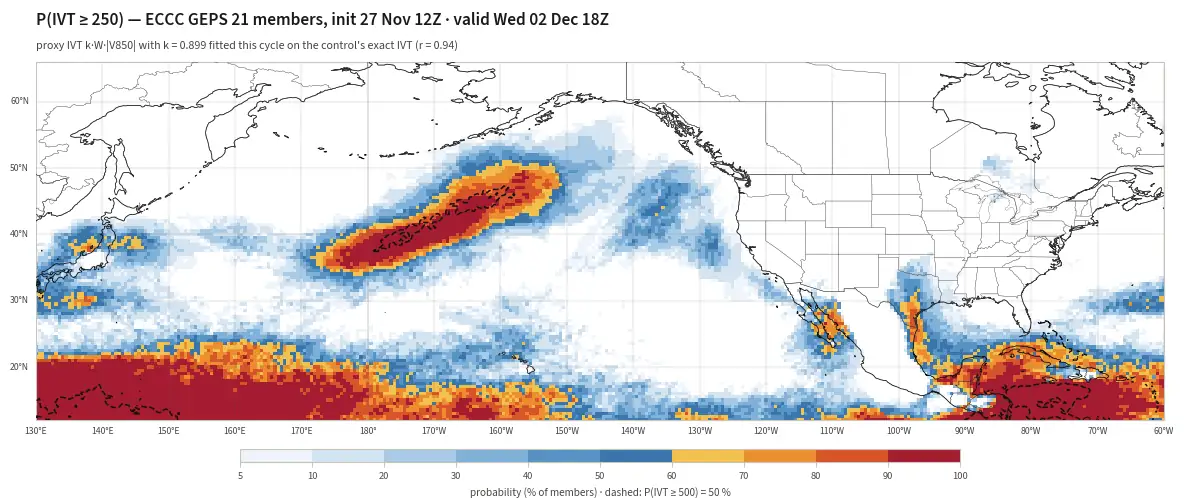 P(IVT ≥ 250) — ECCC GEPS 21 members, init 27 Nov 12Z · valid Wed 02 Dec 18Z
proxy IVT k·W·|V850| with k = 0.899 fitted this cycle on the control's exact IVT (r = 0.94)
60°N
50°N
40°N
30°N
20°N
130°E 140°E 150°E 160°E 170°E 180° 170°W 160°W 150°W 140°W 130°W 120°W 110°W 100°W 90°W 80°W 70°W 60°W
5 10 20 30 40 50 60 70 80 90 100
probability (% of members) · dashed: P(IVT ≥ 500) = 50 %